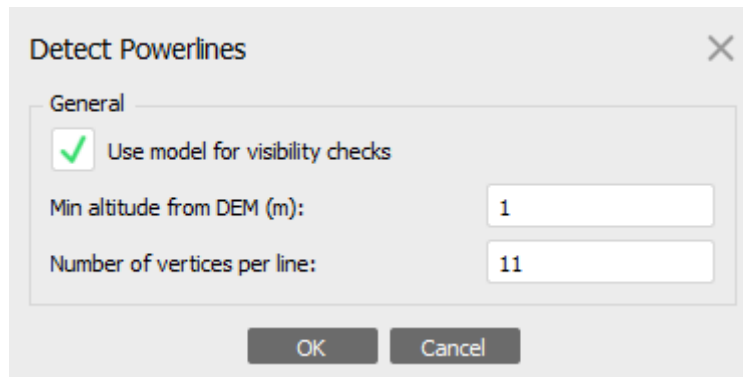 Detect Powerlines
General
Use model for visibility checks
Min altitude from DEM (m): 1
Number of vertices per line: 11
OK Cancel